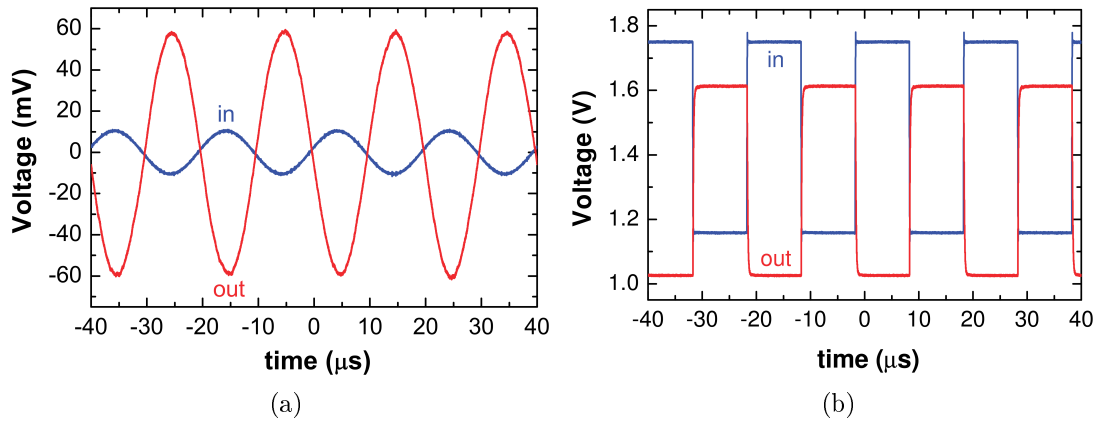 60
40
20
0
-20
-40
-60
Voltage (mV)
in
out
-40 -30 -20 -10 0 10 20 30 40
time (μs)
(a)
1.8
1.6
1.4
1.2
1.0
Voltage (V)
in
out
-40 -30 -20 -10 0 10 20 30 40
time (μs)
(b)